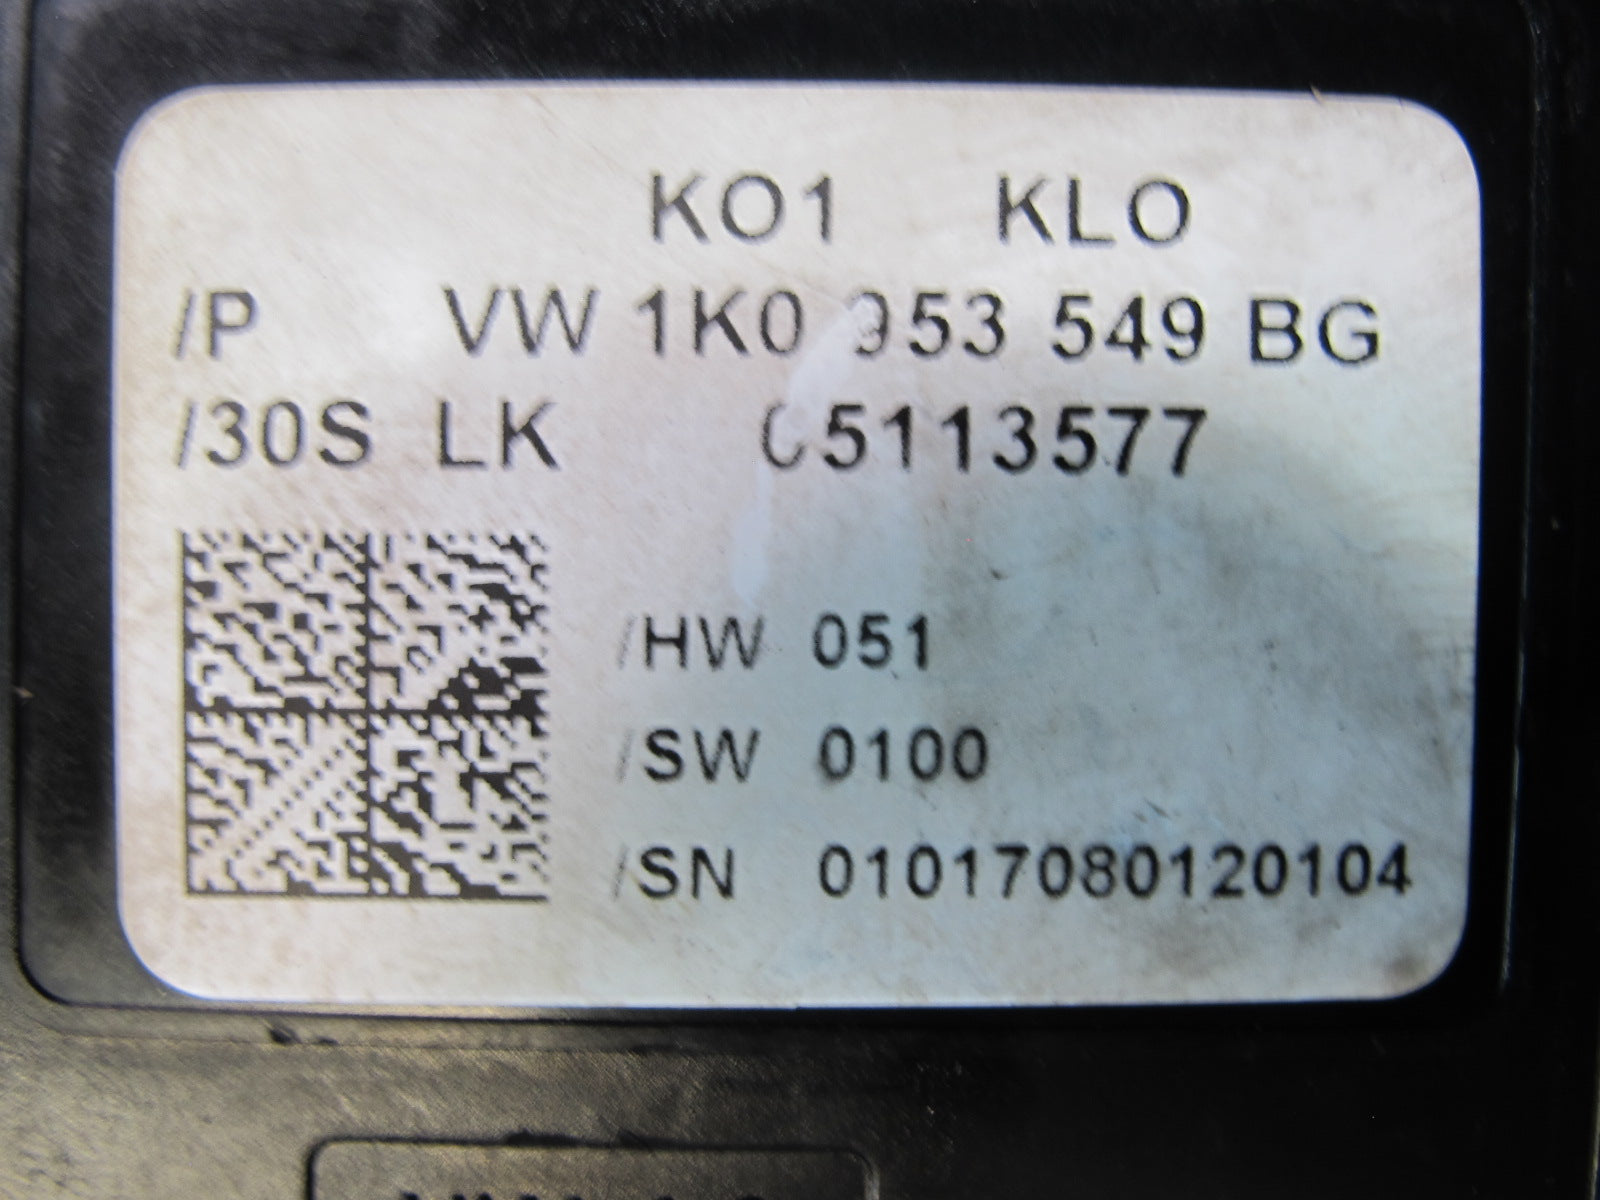 KO1 KLO
/P VW 1K0 953 549 BG
/30S LK 05113577
/HW 051
/SW 0100
/SN 01017080120104